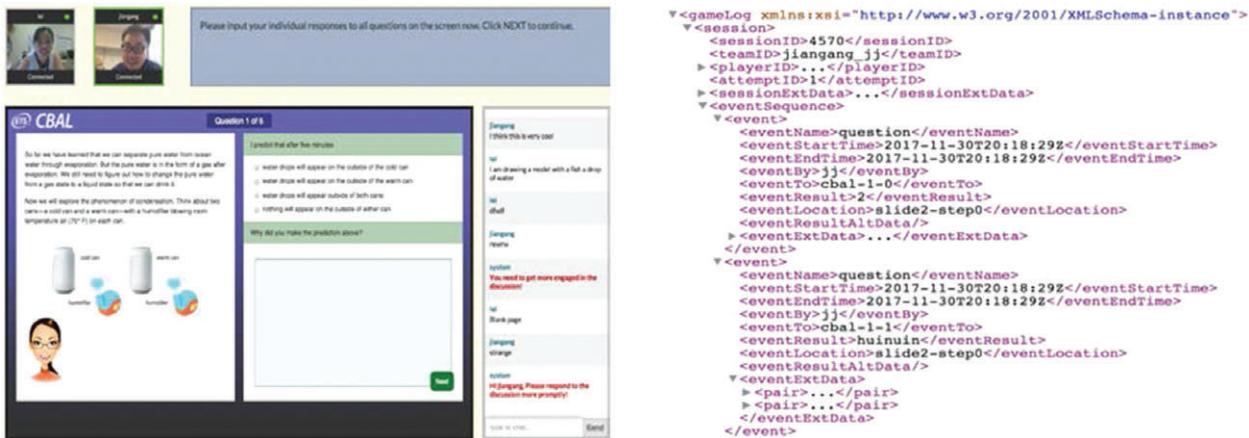 lei
Jiangang
Connected
Connected
Please input your individual responses to all questions on the screen now. Click NEXT to continue.
ETS CBAL
Question 1 of 6
So far we have learned that we can separate pure water from ocean
water through evaporation. But the pure water is in the form of a gas after
evaporation. We still need to figure out how to change the pure water
from a gas state to a liquid state so that we can drink it.
Now we will explore the phenomenon of condensation. Think about two
cans—a cold can and a warm can—with a humidifier blowing room
temperature air (70° F) on each can.
cold can
warm can
humidifier
humidifier
I predict that after five minutes
water drops will appear on the outside of the cold can
water drops will appear on the outside of the warm can
water drops will appear outside of both cans
nothing will appear on the outside of either can
Why did you make the prediction above?
Next
jiangang
I think this is very cool
lei
I am drawing a model with a fish a drop
of water
lei
jiangang
system
You need to get more engaged in the
discussion!
lei
Blank page
jiangang
strange
system
Hi Jiangang, Please respond to the
discussion more promptly!
type to chat...
Send
▼<gameLog xmlns:xsi="http://www.w3.org/2001/XMLSchema-instance">
▼<session>
<sessionID>4570</sessionID>
<teamID>jiangang_jj</teamID>
▶<playerID>...</playerID>
<attemptID>1</attemptID>
▶<sessionExtData>...</sessionExtData>
▼<eventSequence>
▼<event>
<eventName>question</eventName>
<eventStartTime>2017-11-30T20:18:29Z</eventStartTime>
<eventEndTime>2017-11-30T20:18:29Z</eventEndTime>
<eventBy>jj</eventBy>
<eventTo>cbal-1-0</eventTo>
<eventResult>2</eventResult>
<eventLocation>slide2-step0</eventLocation>
<eventResultAltData/>
▶<eventExtData>...</eventExtData>
</event>
▼<event>
<eventName>question</eventName>
<eventStartTime>2017-11-30T20:18:29Z</eventStartTime>
<eventEndTime>2017-11-30T20:18:29Z</eventEndTime>
<eventBy>jj</eventBy>
<eventTo>cbal-1-1</eventTo>
<eventResult>huinuin</eventResult>
<eventLocation>slide2-step0</eventLocation>
<eventResultAltData/>
▼<eventExtData>
▶<pair>...</pair>
▶<pair>...</pair>
</eventExtData>
</event>